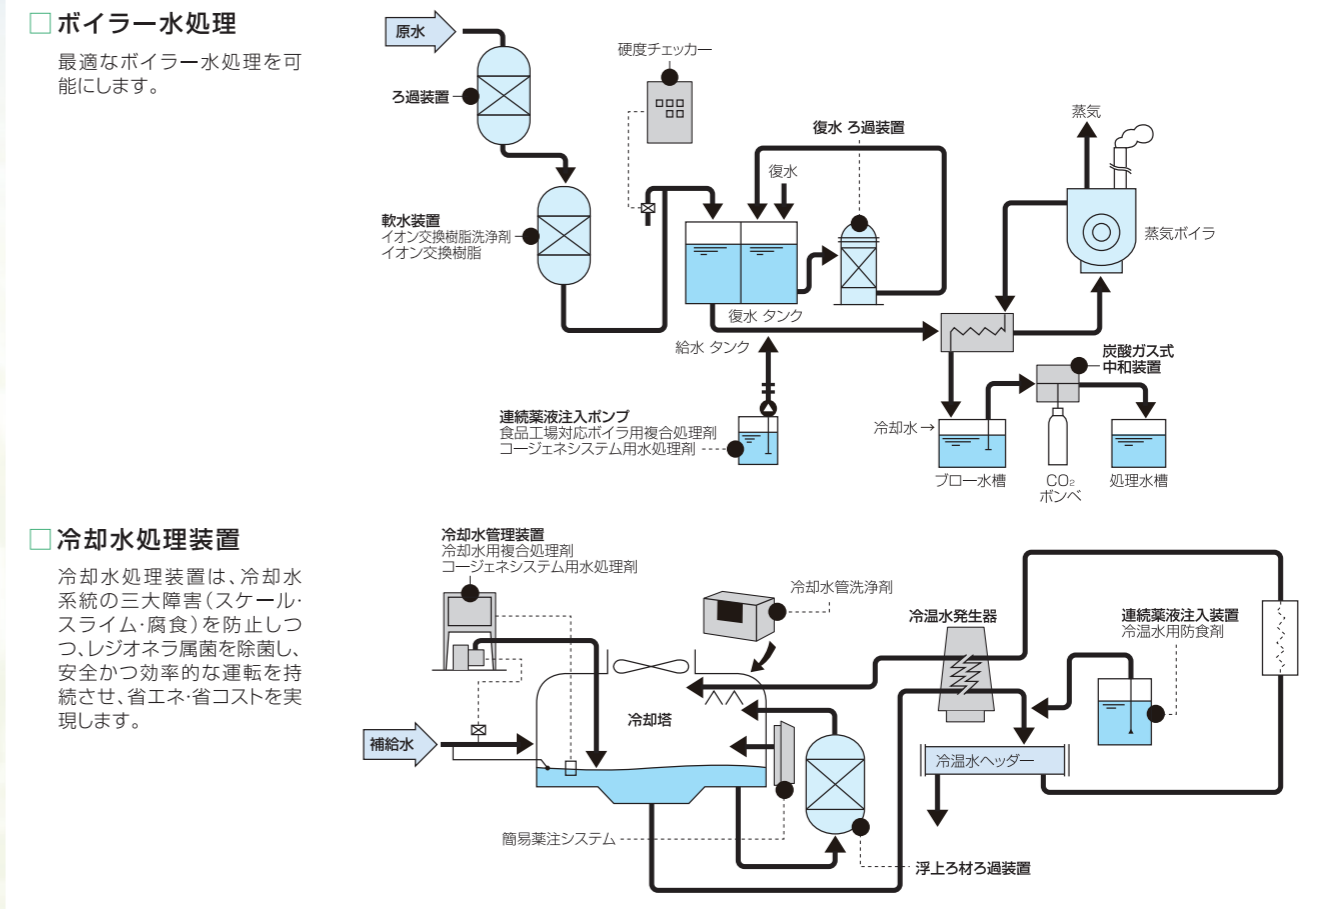 ボイラー水処理
最適なボイラー水処理を可
能にします。
原水
ろ過装置
硬度チェッカー
軟水装置
イオン交換樹脂洗浄剤
イオン交換樹脂
復水 ろ過装置
復水
蒸気
蒸気ボイラ
復水 タンク
給水 タンク
連続薬液注入ポンプ
食品工場対応ボイラ用複合処理剤
コージェネシステム用水処理剤
炭酸ガス式
中和装置
冷却水→
ブロー水槽
CO₂
ボンベ
処理水槽
冷却水処理装置
冷却水処理装置は、冷却水
系統の三大障害(スケール・
スライム・腐食)を防止しつ
つ、レジオネラ属菌を除菌し、
安全かつ効率的な運転を持
続させ、省エネ・省コストを実
現します。
冷却水管理装置
冷却水用複合処理剤
コージェネシステム用水処理剤
冷却水管洗浄剤
冷温水発生器
連続薬液注入装置
冷温水用防食剤
冷却塔
補給水
冷温水ヘッダー
簡易薬注システム
浮上ろ材ろ過装置